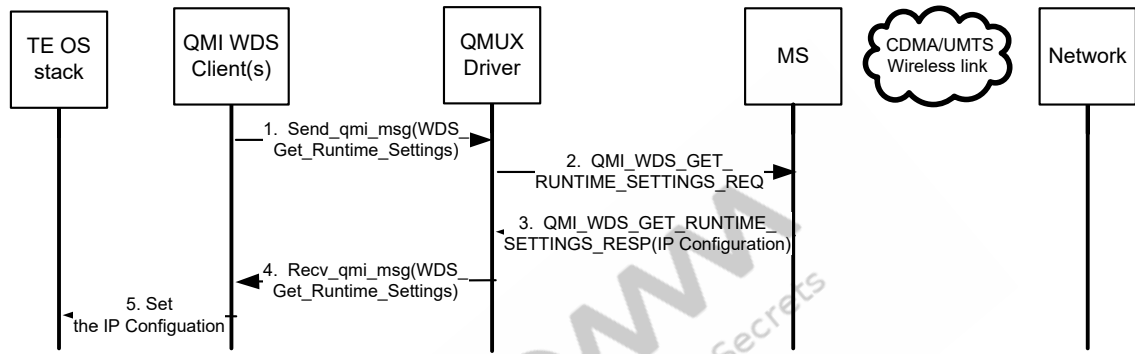 TE OS
stack
QMI WDS
Client(s)
QMUX
Driver
MS
CDMA/UMTS
Wireless link
Network
1. Send_qmi_msg(WDS_
Get_Runtime_Settings)
2. QMI_WDS_GET_
RUNTIME_SETTINGS_REQ
3. QMI_WDS_GET_RUNTIME_
SETTINGS_RESP(IP Configuration)
4. Recv_qmi_msg(WDS_
Get_Runtime_Settings)
5. Set
the IP Configuation
Secrets